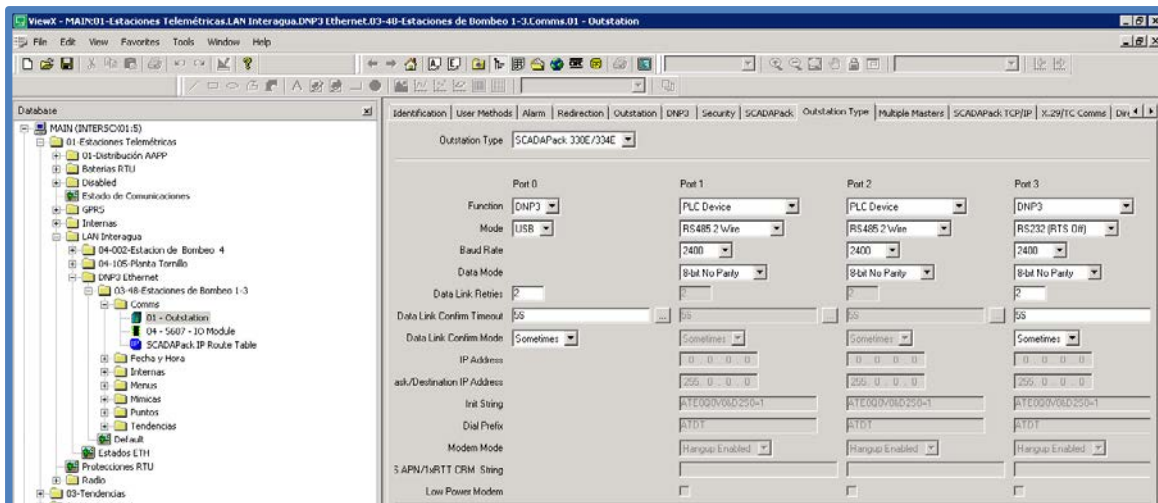 ViewX - MAIN:01-Estaciones Telemétricas.LAN Interagua.DNP3 Ethernet.03-48-Estaciones de Bombeo 1-3.Comms.01 - Outstation
File Edit View Favorites Tools Window Help
Database
MAIN (INTERSCX01:5)
01-Estaciones Telemétricas
01-Distribución AAPP
Baterias RTU
Disabled
Estado de Comunicaciones
GPRS
Internas
LAN Interagua
04-002-Estacion de Bombeo 4
04-105-Planta Tornillo
DNP3 Ethernet
03-48-Estaciones de Bombeo 1-3
Comms
01 - Outstation
04 - 5607 - IO Module
SCADAPack IP Route Table
Fecha y Hora
Internas
Menus
Mimicas
Puntos
Tendencias
Default
Estados ETH
Protecciones RTU
Radio
03-Tendencias
Identification User Methods Alarm Redirection Outstation DNP3 Security SCADAPack Outstation Type Multiple Masters SCADAPack TCP/IP X.29/TC Comms Dir
Outstation Type SCADAPack 330E/334E
Port 0 Port 1 Port 2 Port 3
Function DNP3 PLC Device PLC Device DNP3
Mode USB RS485 2 Wire RS485 2 Wire RS232 (RTS Off)
Baud Rate 2400 2400 2400
Data Mode 8-bit No Parity 8-bit No Parity 8-bit No Parity
Data Link Retries 2 2 2 2
Data Link Confirm Timeout 5S ... 5S 5S 5S
Data Link Confirm Mode Sometimes Sometimes Sometimes Sometimes
IP Address 0 . 0 . 0 . 0 0 . 0 . 0 . 0 0 . 0 . 0 . 0
ask/Destination IP Address 255 . 0 . 0 . 0 255 . 0 . 0 . 0 255 . 0 . 0 . 0
Init String ATE0Q0V06D2S0=1 ATE0Q0V06D2S0=1 ATE0Q0V06D2S0=1
Dial Prefix ATDT ATDT ATDT
Modem Mode Hangup Enabled Hangup Enabled Hangup Enabled
S APN/1xRTT CRM String
Low Power Modem